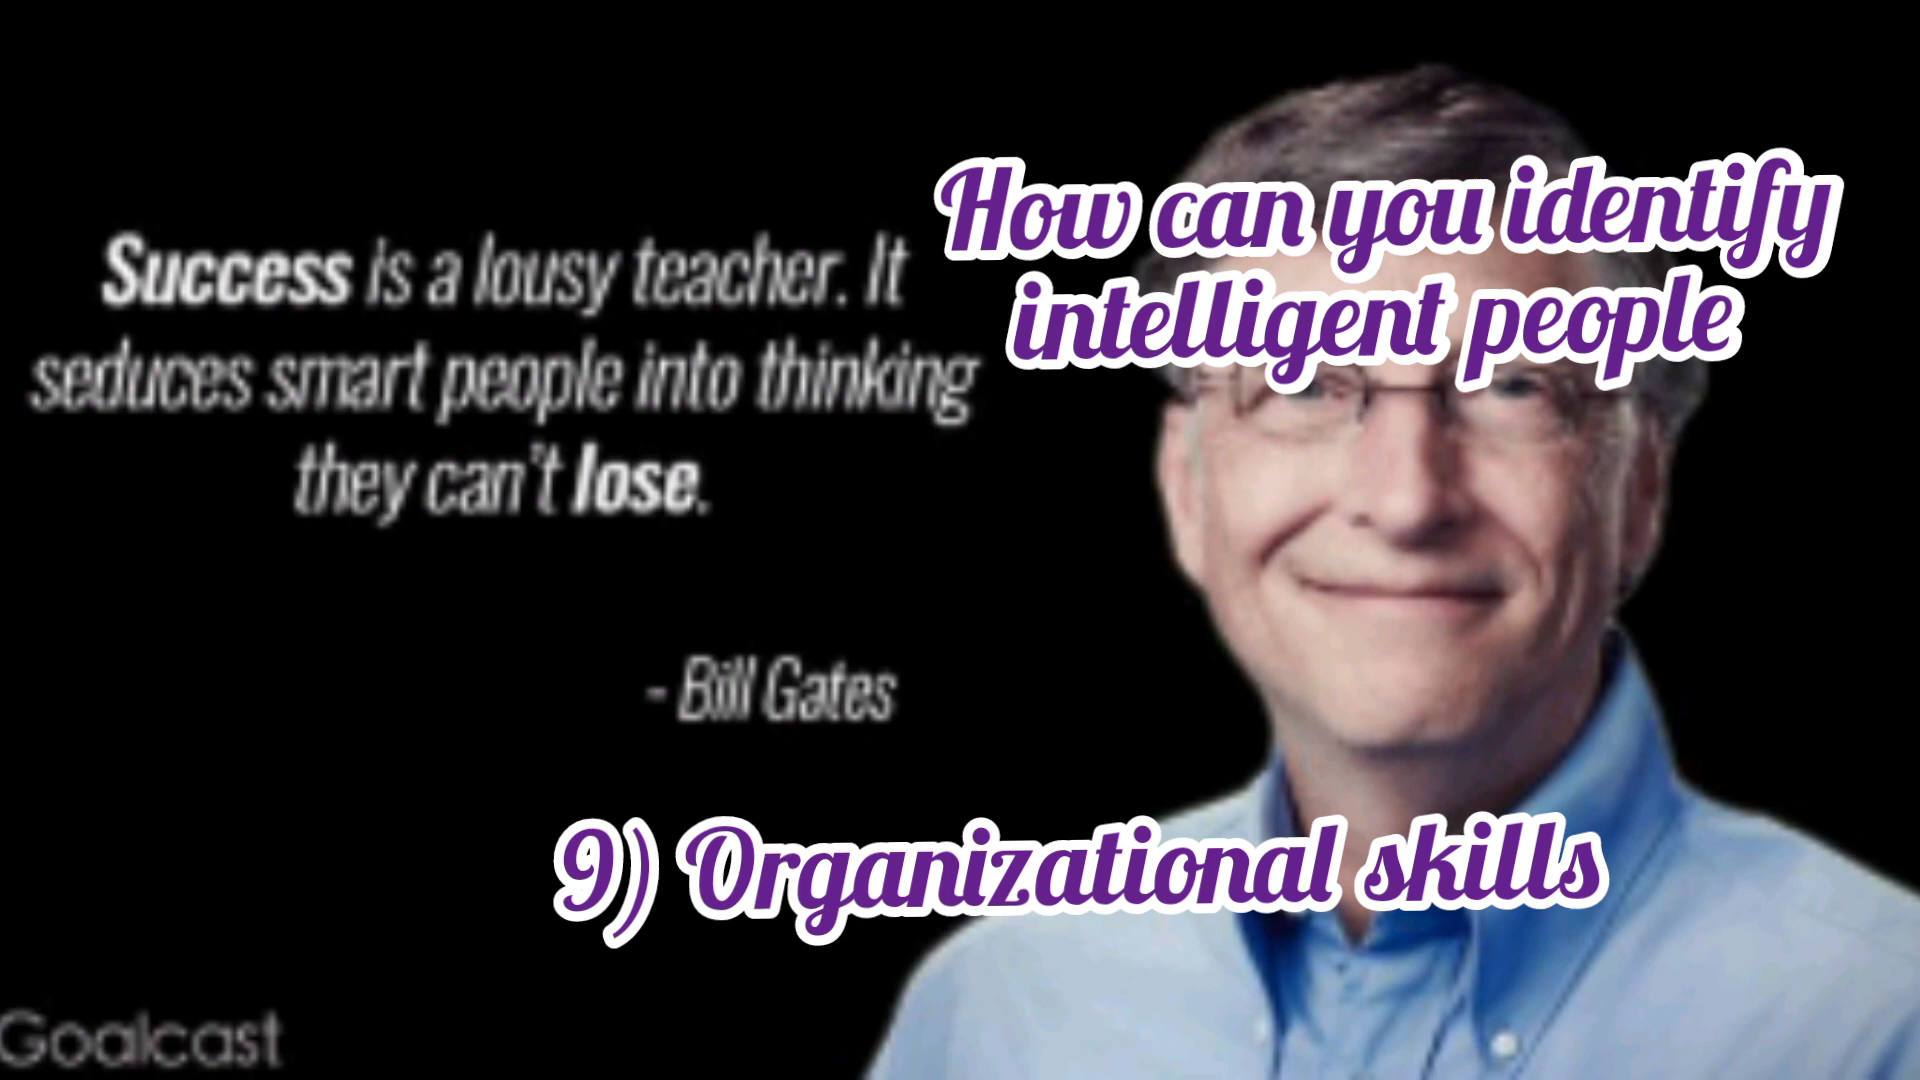 How can you identify
intelligent people
Success is a lousy teacher. It
seduces smart people into thinking
they can't lose.
- Bill Gates
9) Organizational skills
Goalcast